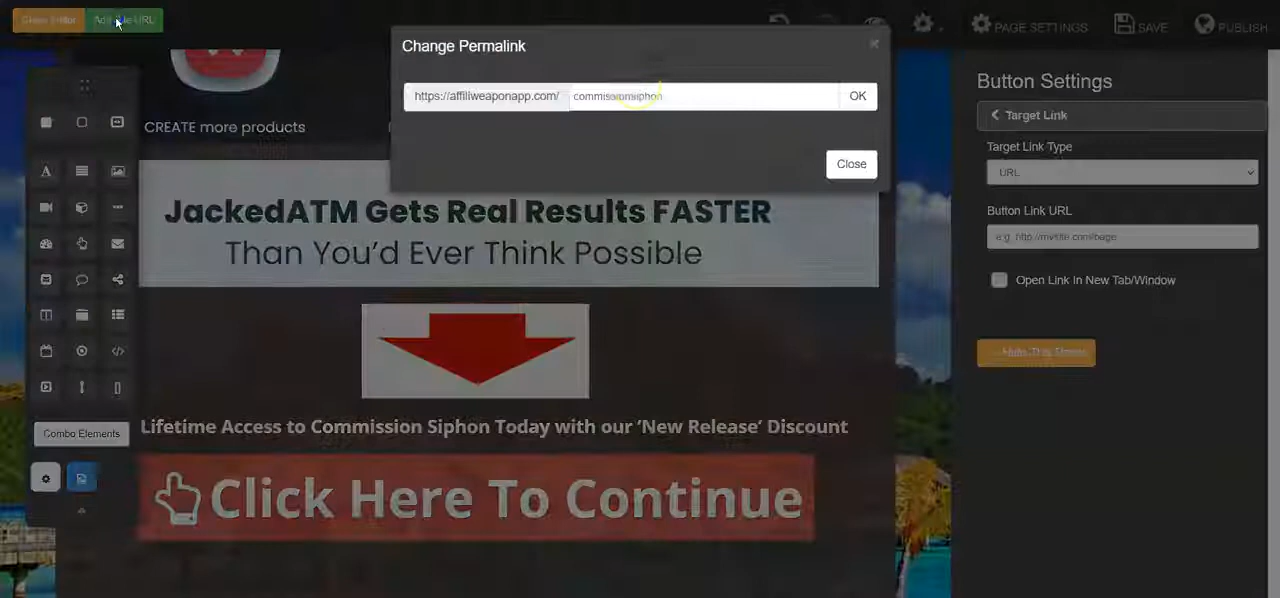 Close Editor
PAGE SETTINGS
SAVE
PUBLISH
Change Permalink
https://affiliweaponapp.com/
commissionsiphon
OK
Close
CREATE more products
JackedATM Gets Real Results FASTER
Than You'd Ever Think Possible
Lifetime Access to Commission Siphon Today with our 'New Release' Discount
Click Here To Continue
Combo Elements
Button Settings
Target Link
Target Link Type
URL
Button Link URL
e.g. http://mysite.com/page
Open Link In New Tab/Window